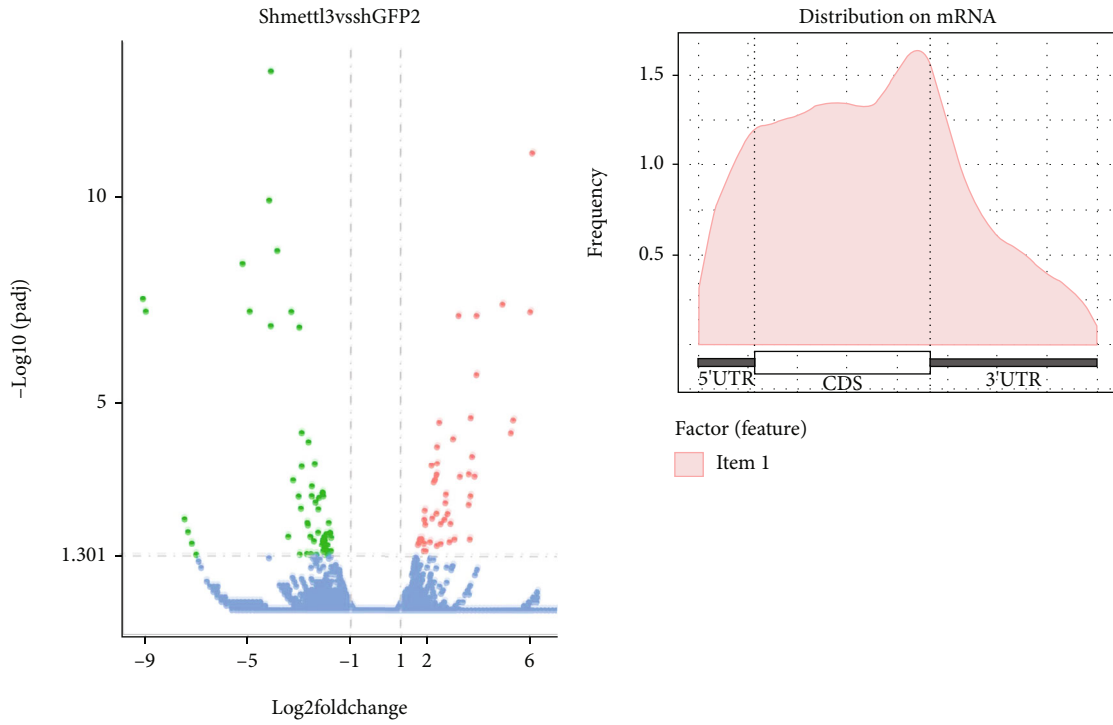 Shmettl3vsshGFP2
–Log10 (padj)
10
5
1.301
–9
–5
–1
1
2
6
Log2foldchange
Distribution on mRNA
Frequency
1.5
1.0
0.5
5'UTR
CDS
3'UTR
Factor (feature)
Item 1